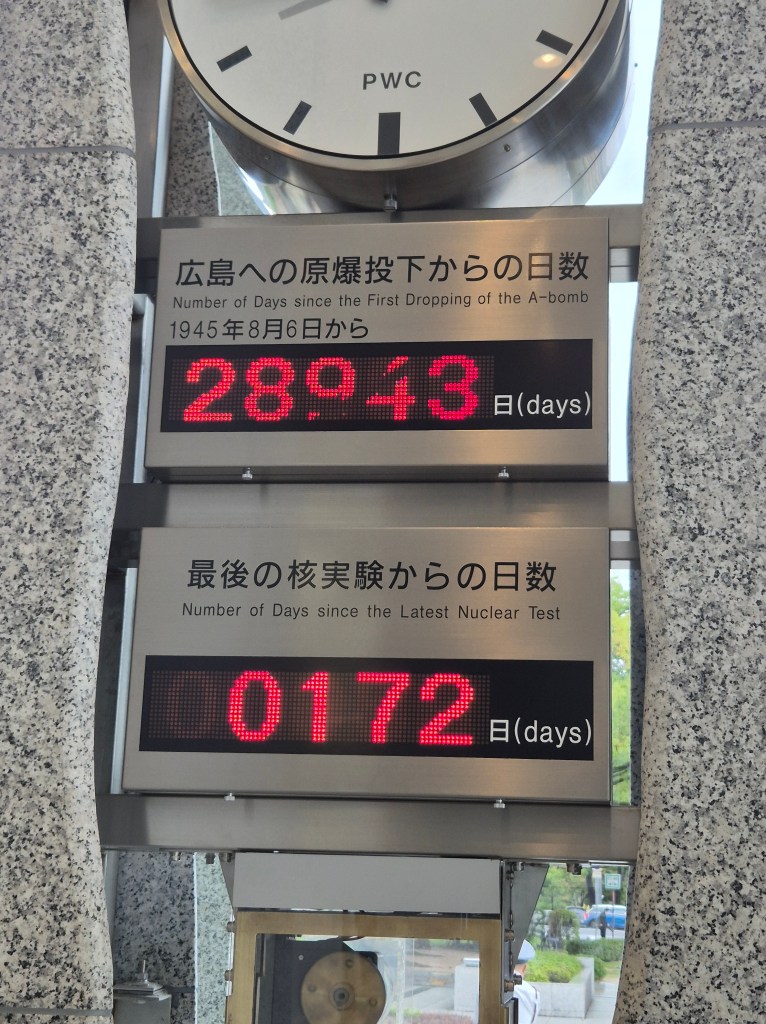 PWC
広島への原爆投下からの日数
Number of Days since the First Dropping of the A-bomb
1945年8月6日から
28943 日(days)
最後の核実験からの日数
Number of Days since the Latest Nuclear Test
0172 日(days)